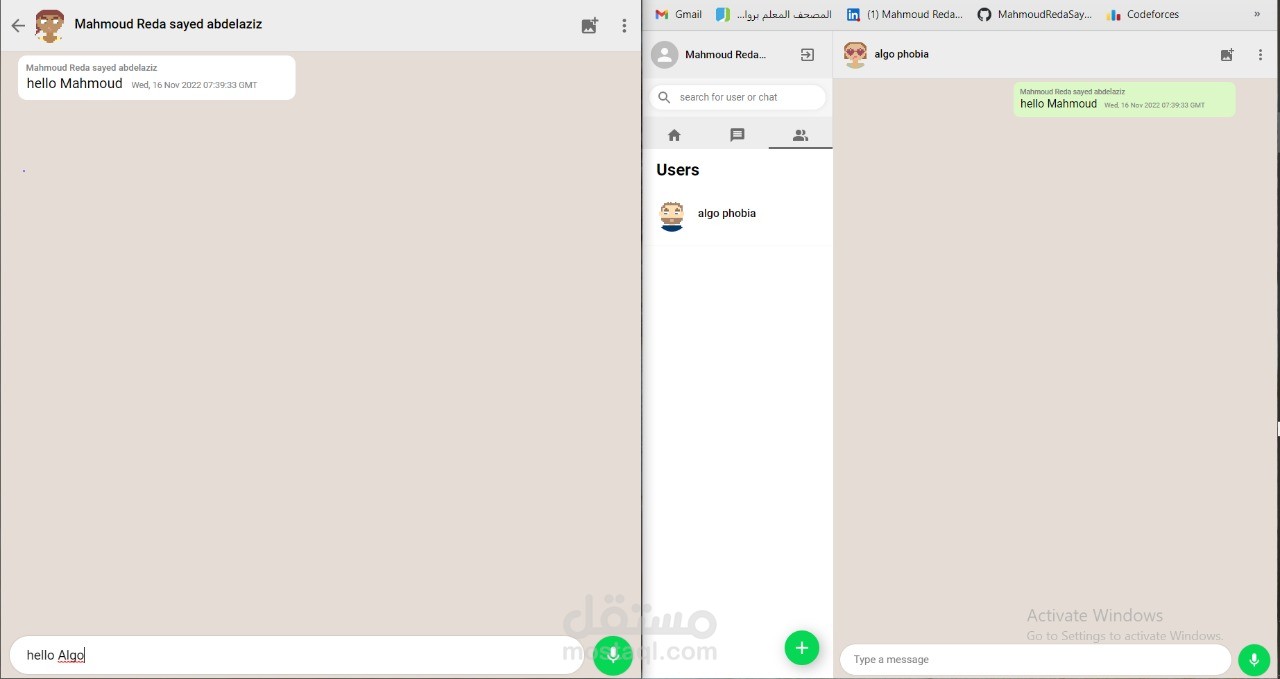 Mahmoud Reda sayed abdelaziz
Mahmoud Reda sayed abdelaziz
hello Mahmoud Wed, 16 Nov 2022 07:39:33 GMT
hello Algo
Gmail
المصحف المعلم بروا...
(1) Mahmoud Reda...
MahmoudRedaSay...
Codeforces
»
Mahmoud Reda...
search for user or chat
Users
algo phobia
algo phobia
Mahmoud Reda sayed abdelaziz
hello Mahmoud Wed, 16 Nov 2022 07:39:33 GMT
Activate Windows
Go to Settings to activate Windows.
Type a message
مستقل
mostaql.com